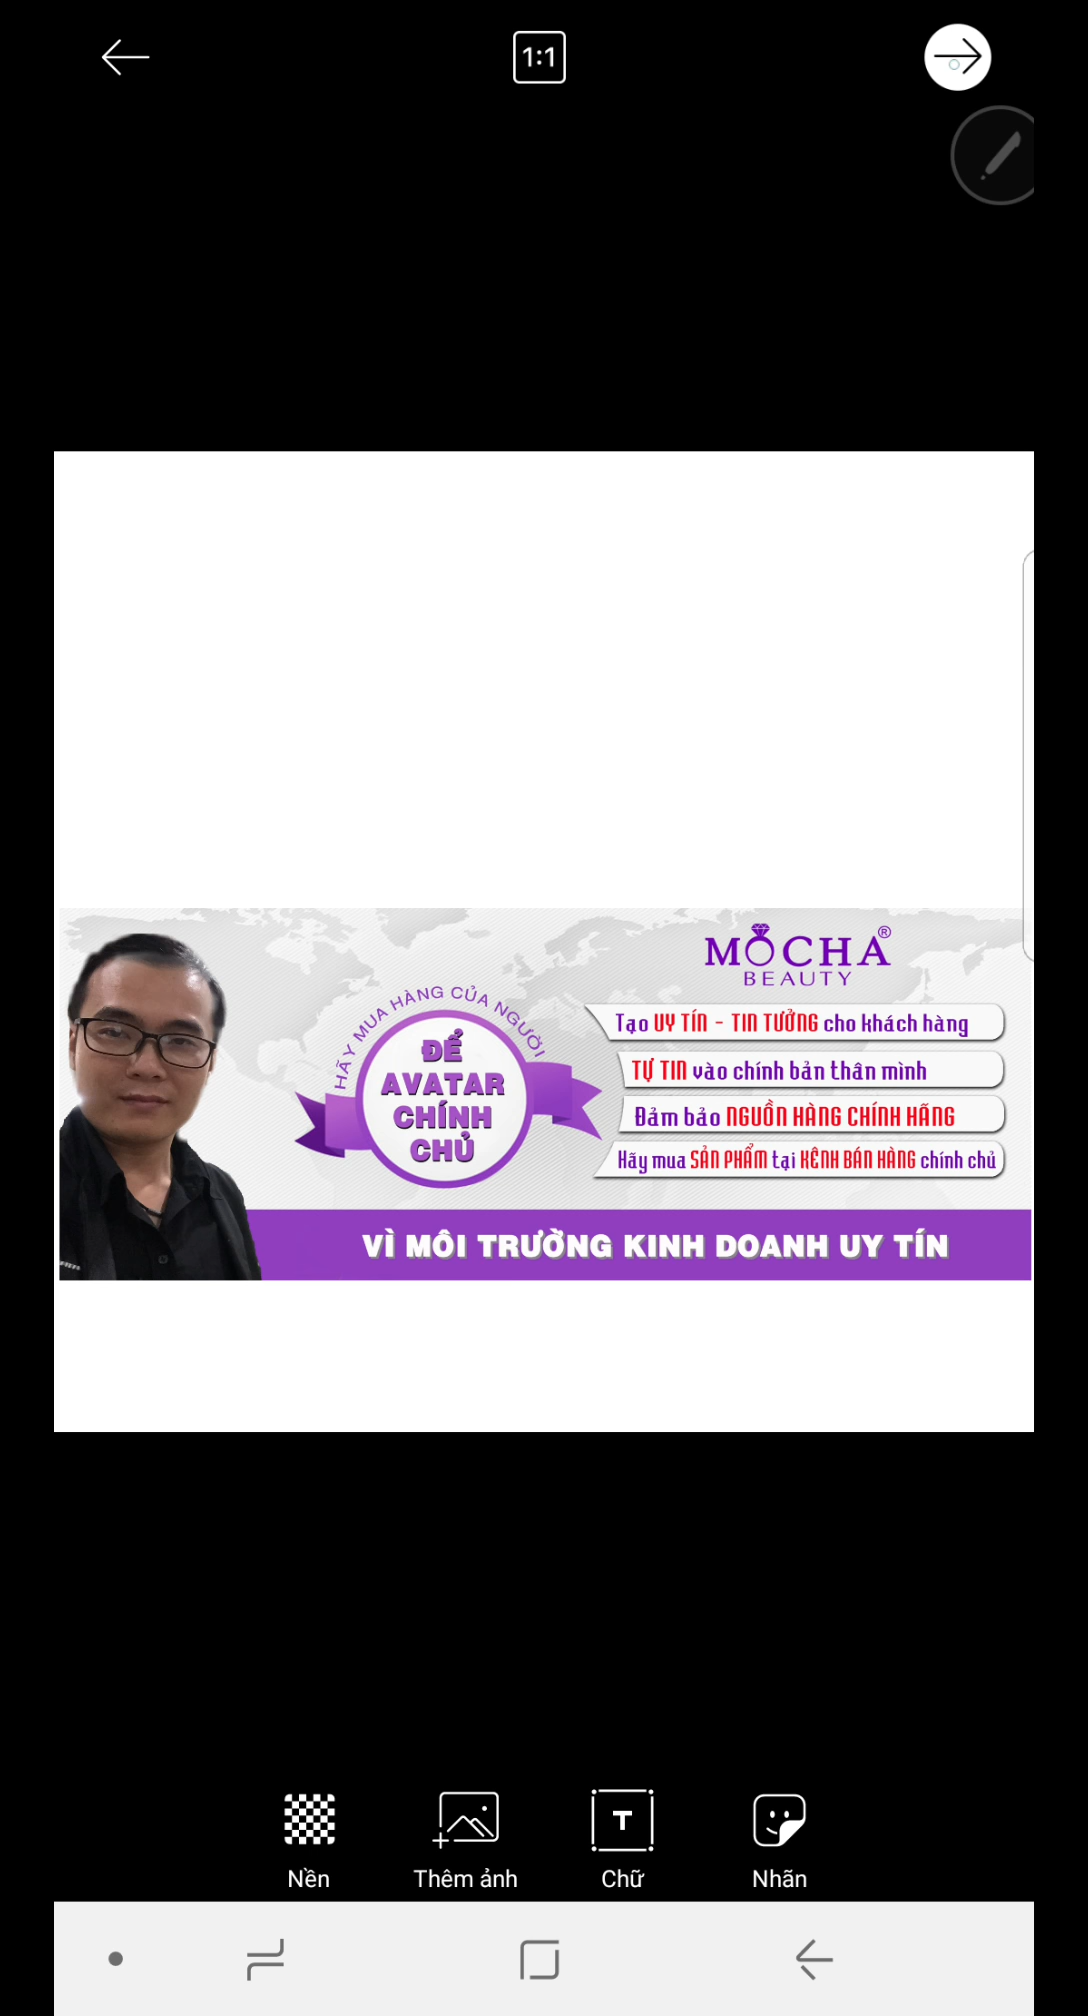 1:1
MOCHA®
BEAUTY
HÃY MUA HÀNG CỦA NGƯỜI
ĐỂ
AVATAR
CHÍNH
CHỦ
Tạo UY TÍN - TIN TƯỞNG cho khách hàng
TỰ TIN vào chính bản thân mình
Đảm bảo NGUỒN HÀNG CHÍNH HÃNG
Hãy mua SẢN PHẨM tại KÊNH BÁN HÀNG chính chủ
VÌ MÔI TRƯỜNG KINH DOANH UY TÍN
T
Nền
Thêm ảnh
Chữ
Nhãn